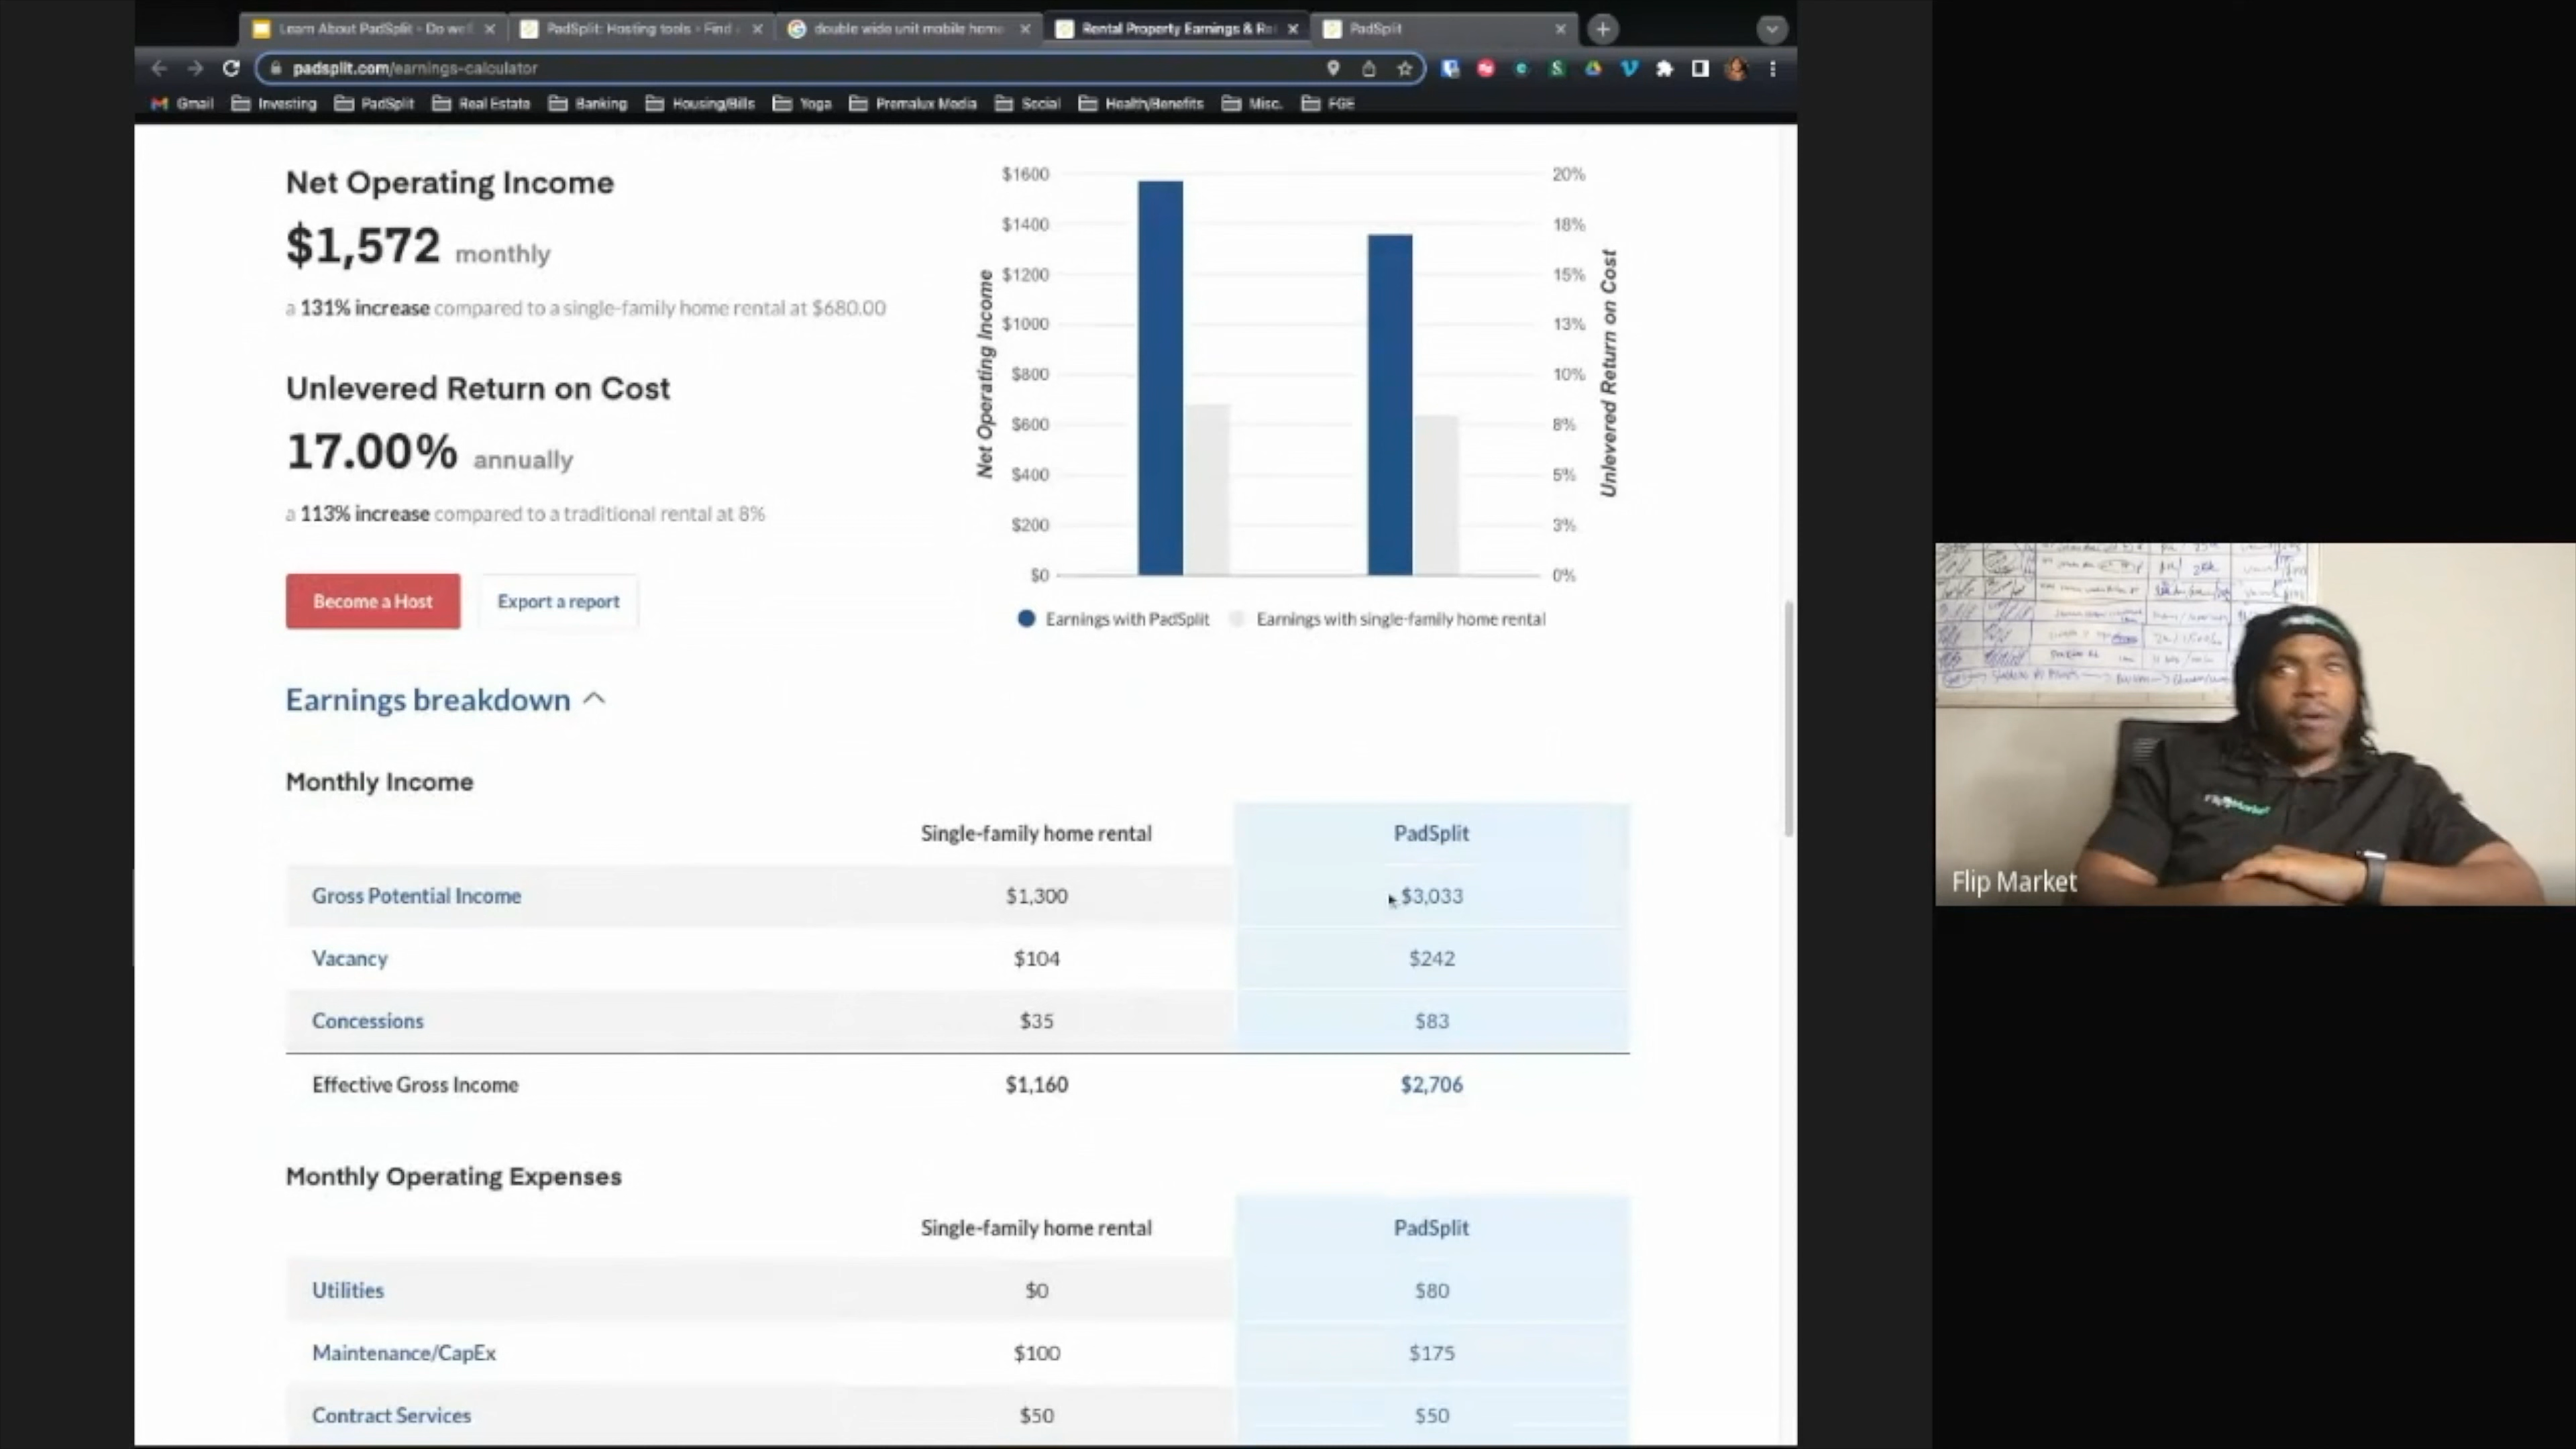 Learn About PadSplit - Do we
PadSplit: Hosting tools - Find
double wide unit mobile home
Rental Property Earnings & R
PadSplit
padsplit.com/earnings-calculator
Gmail
Investing
PadSplit
Real Estate
Banking
Housing/Bills
Yoga
Premalux Media
Social
Health/Benefits
Misc.
FGE
Net Operating Income
$1,572 monthly
a 131% increase compared to a single-family home rental at $680.00
Unlevered Return on Cost
17.00% annually
a 113% increase compared to a traditional rental at 8%
Become a Host
Export a report
Net Operating Income
$1600
$1400
$1200
$1000
$800
$600
$400
$200
$0
20%
18%
15%
13%
10%
8%
5%
3%
0%
Unlevered Return on Cost
Earnings with PadSplit
Earnings with single-family home rental
Earnings breakdown
Monthly Income
Single-family home rental PadSplit
Gross Potential Income $1,300 $3,033
Vacancy $104 $242
Concessions $35 $83
Effective Gross Income $1,160 $2,706
Monthly Operating Expenses
Single-family home rental PadSplit
Utilities $0 $80
Maintenance/CapEx $100 $175
Contract Services $50 $50
Flip Market